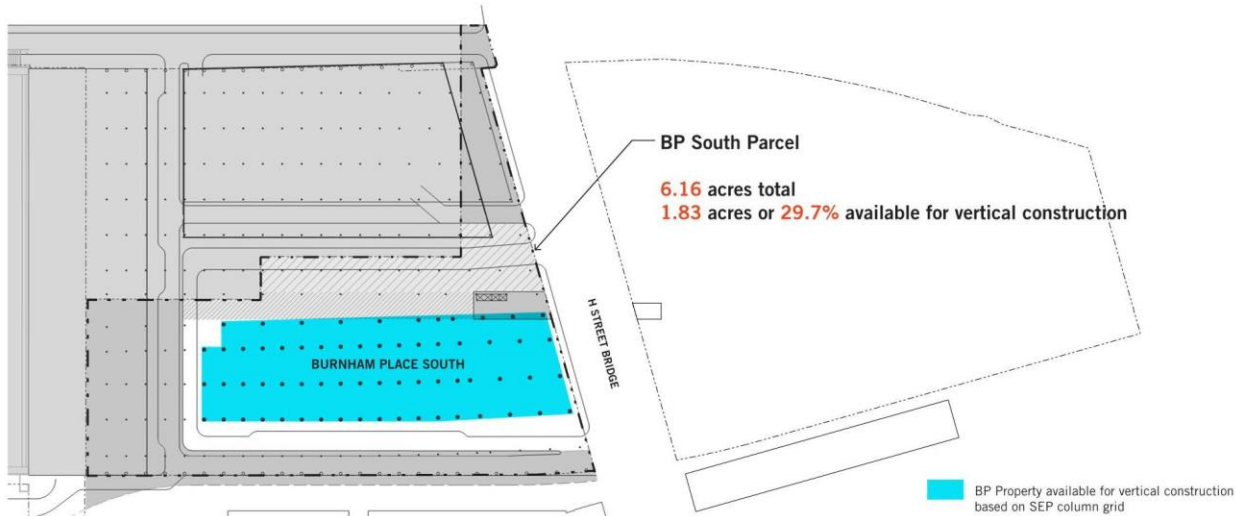 BP South Parcel
6.16 acres total
1.83 acres or 29.7% available for vertical construction
H STREET BRIDGE
BURNHAM PLACE SOUTH
BP Property available for vertical construction
based on SEP column grid